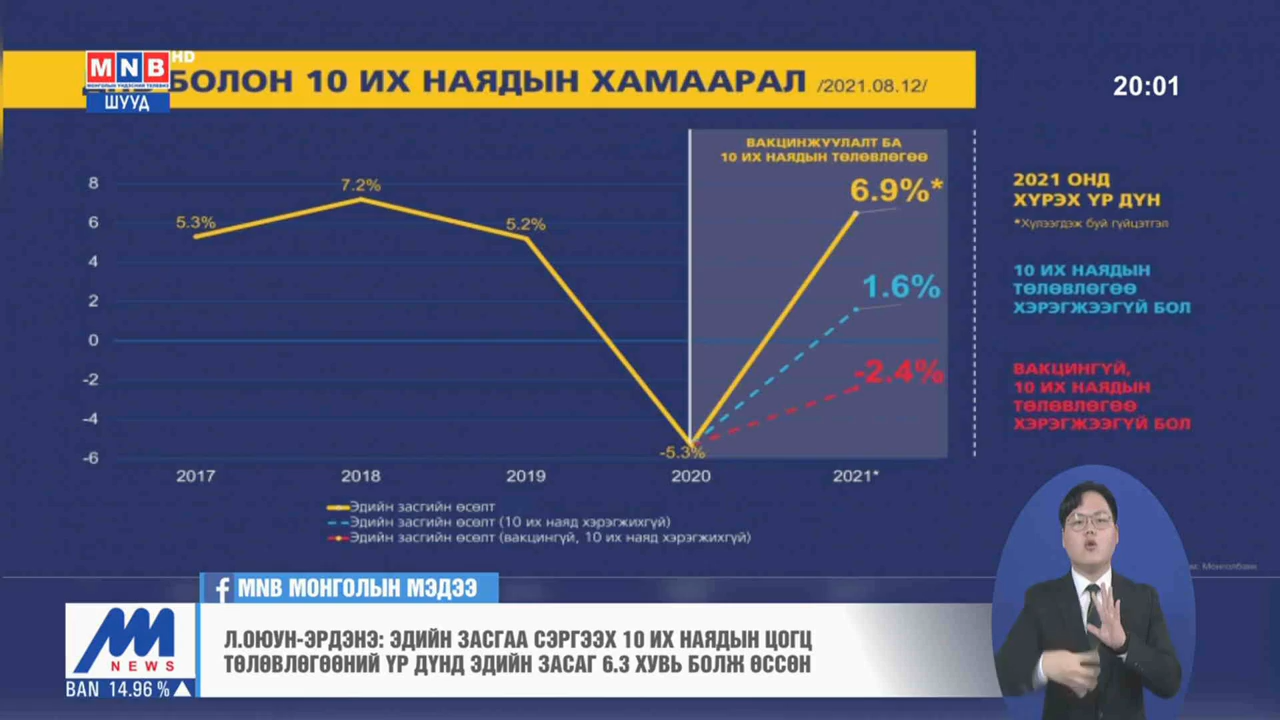 MNB
HD
МОНГОЛЫН ҮНДЭСНИЙ ТЕЛЕВИЗ
ШУУД
БОЛОН 10 ИХ НАЯДЫН ХАМААРАЛ /2021.08.12/
20:01
ВАКЦИНЖУУЛАЛТ БА
10 ИХ НАЯДЫН ТӨЛӨВЛӨГӨӨ
8
6
4
2
0
-2
-4
-6
5.3%
7.2%
5.2%
-5.3%
6.9%*
1.6%
-2.4%
2017
2018
2019
2020
2021*
2021 ОНД
ХҮРЭХ ҮР ДҮН
*Хүлээгдэж буй гүйцэтгэл
10 ИХ НАЯДЫН
ТӨЛӨВЛӨГӨӨ
ХЭРЭГЖЭЭГҮЙ БОЛ
ВАКЦИНГҮЙ,
10 ИХ НАЯДЫН
ТӨЛӨВЛӨГӨӨ
ХЭРЭГЖЭЭГҮЙ БОЛ
Эдийн засгийн өсөлт
Эдийн засгийн өсөлт (10 их наяд хэрэгжихгүй)
Эдийн засгийн өсөлт (вакцингүй, 10 их наяд хэрэгжихгүй)
Монголбанк
f MNB МОНГОЛЫН МЭДЭЭ
NEWS
Л.ОЮУН-ЭРДЭНЭ: ЭДИЙН ЗАСГАА СЭРГЭЭХ 10 ИХ НАЯДЫН ЦОГЦ
ТӨЛӨВЛӨГӨӨНИЙ ҮР ДҮНД ЭДИЙН ЗАСАГ 6.3 ХУВЬ БОЛЖ ӨССӨН
BAN 14.96 % ▲